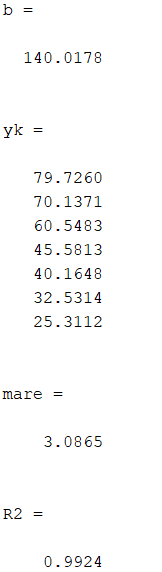 b =
140.0178
yk =
79.7260
70.1371
60.5483
45.5813
40.1648
32.5314
25.3112
mare =
3.0865
R2 =
0.9924